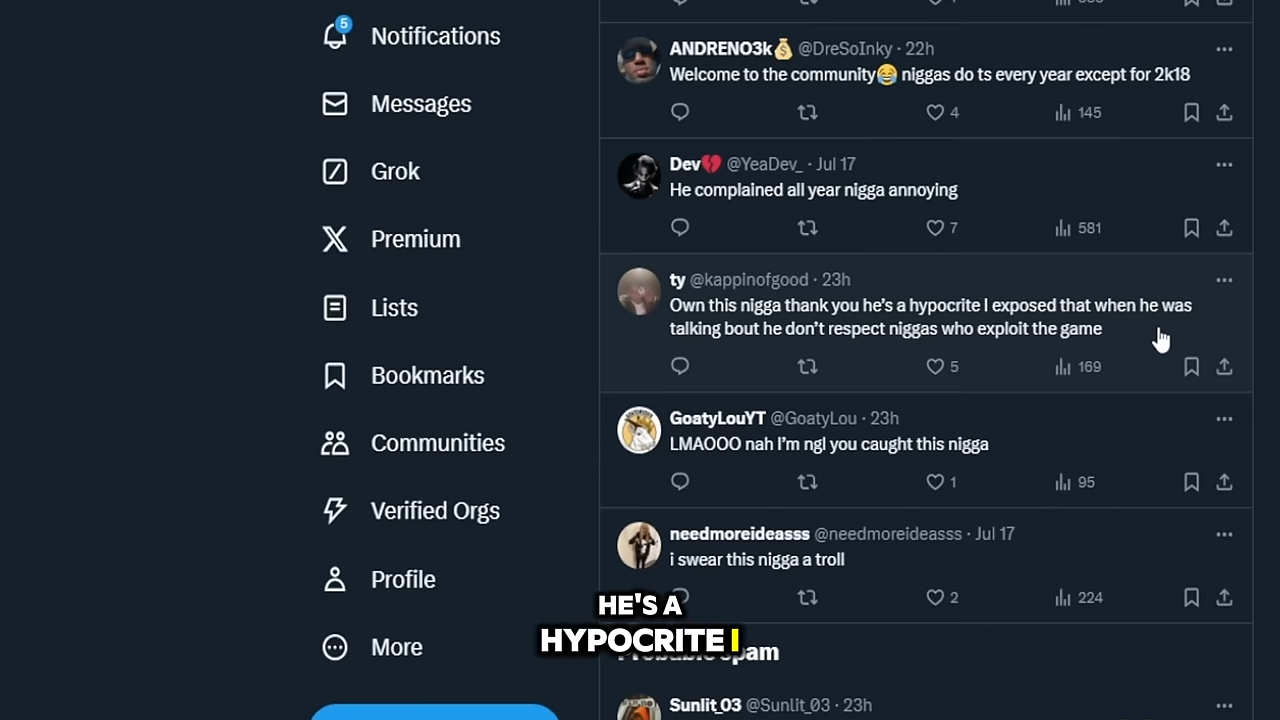 5
Notifications
Messages
Grok
Premium
Lists
Bookmarks
Communities
Verified Orgs
Profile
More
ANDRENO3k💰 @DreSoInky · 22h
Welcome to the community😂 niggas do ts every year except for 2k18
4 145
Dev💔 @YeaDev_ · Jul 17
He complained all year nigga annoying
7 581
ty @kappinofgood · 23h
Own this nigga thank you he's a hypocrite I exposed that when he was
talking bout he don't respect niggas who exploit the game
5 169
GoatyLouYT @GoatyLou · 23h
LMAOOO nah I'm ngl you caught this nigga
1 95
needmoreideasss @needmoreideasss · Jul 17
i swear this nigga a troll
2 224
HE'S A
HYPOCRITE I
Probable spam
Sunlit_03 @Sunlit_03 · 23h